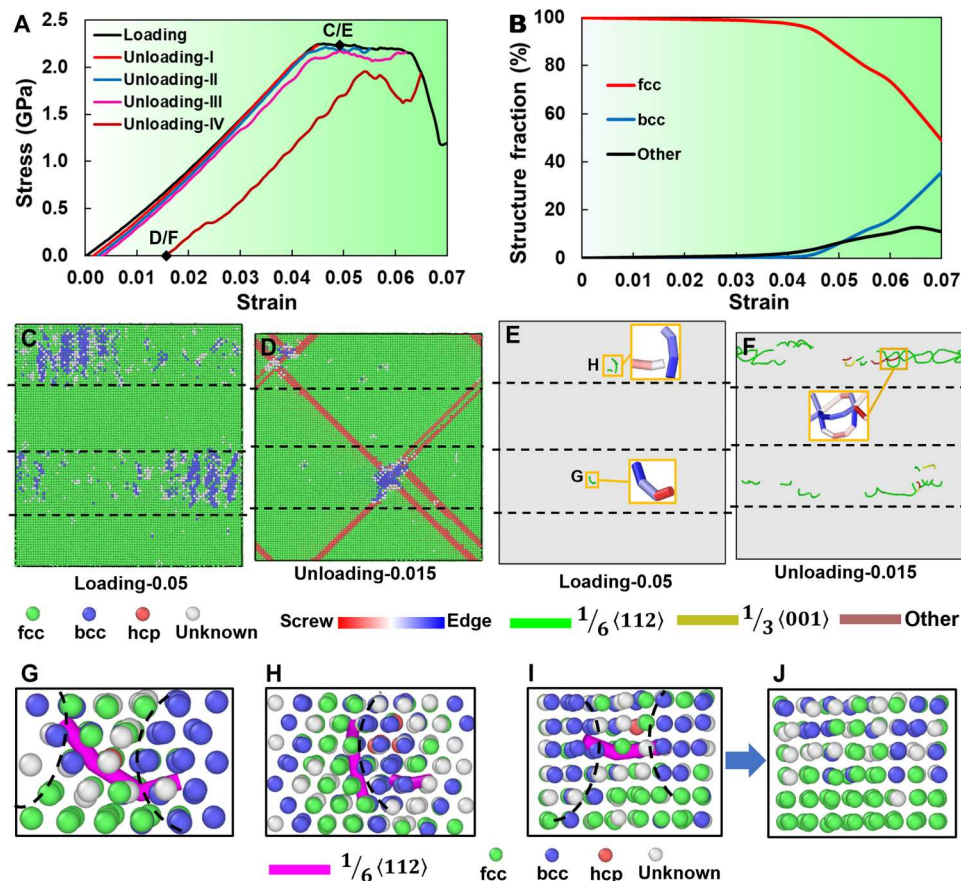 A
2.5
2.0
1.5
1.0
0.5
0.0
Stress (GPa)
Loading
Unloading-I
Unloading-II
Unloading-III
Unloading-IV
C/E
D/F
0.00 0.01 0.02 0.03 0.04 0.05 0.06 0.07
Strain
B
100
80
60
40
20
0
Structure fraction (%)
fcc
bcc
Other
0 0.01 0.02 0.03 0.04 0.05 0.06 0.07
Strain
C
Loading-0.05
D
Unloading-0.015
E
H
G
Loading-0.05
F
Unloading-0.015
fcc bcc hcp Unknown
Screw Edge
1/6⟨112⟩ 1/3⟨001⟩ Other
G
H
I
J
1/6⟨112⟩
fcc bcc hcp Unknown